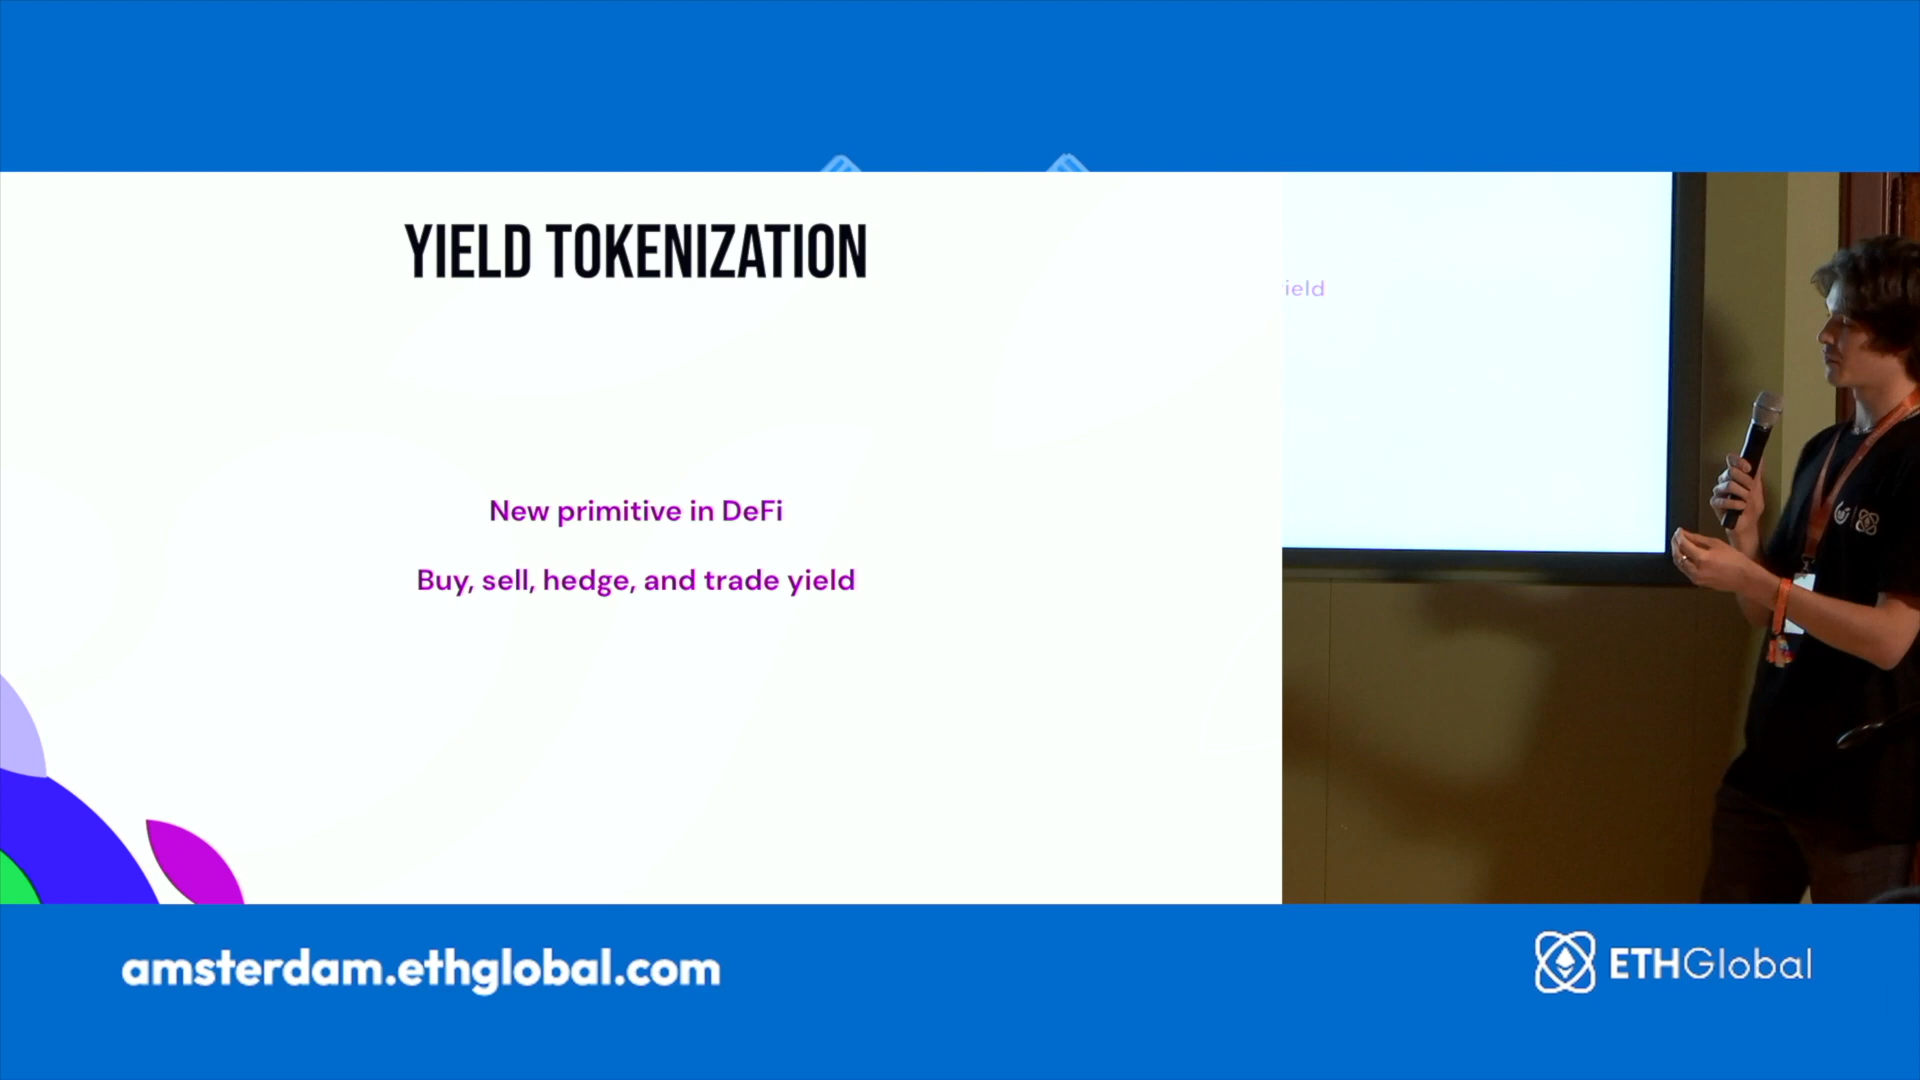 YIELD TOKENIZATION
ield
New primitive in DeFi
Buy, sell, hedge, and trade yield
amsterdam.ethglobal.com
ETHGlobal